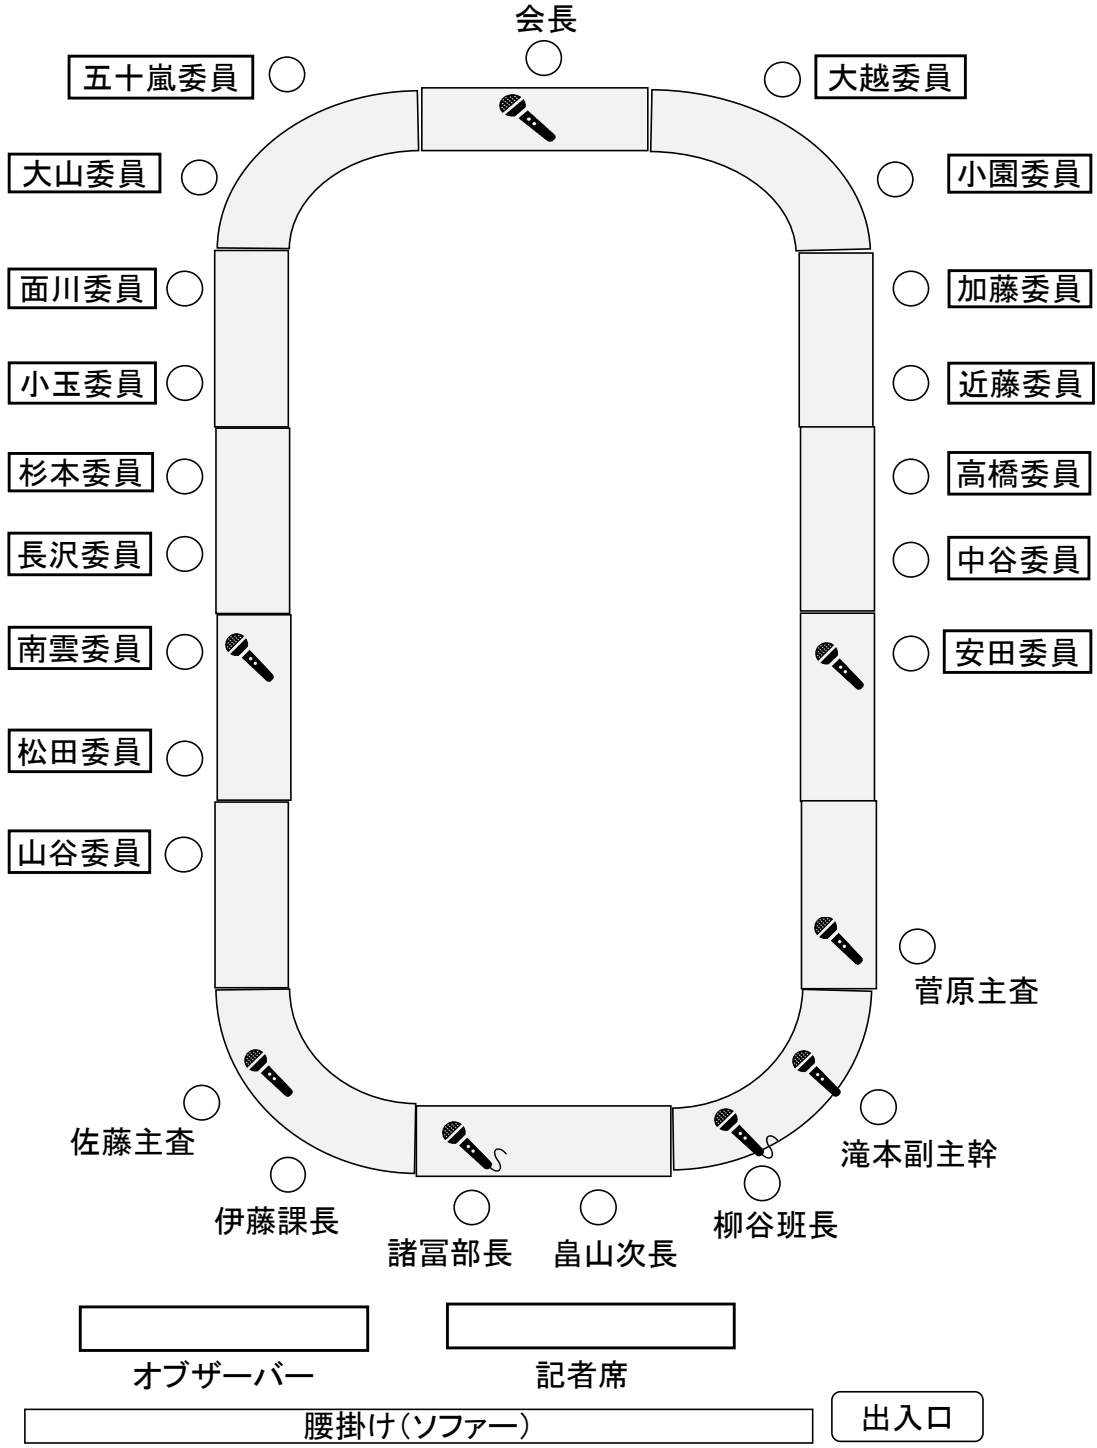 会長
五十嵐委員
大越委員
大山委員
小園委員
面川委員
加藤委員
小玉委員
近藤委員
杉本委員
高橋委員
長沢委員
中谷委員
南雲委員
安田委員
松田委員
山谷委員
菅原主査
佐藤主査
滝本副主幹
伊藤課長
柳谷班長
諸冨部長
畠山次長
オブザーバー
記者席
腰掛け(ソファー)
出入口